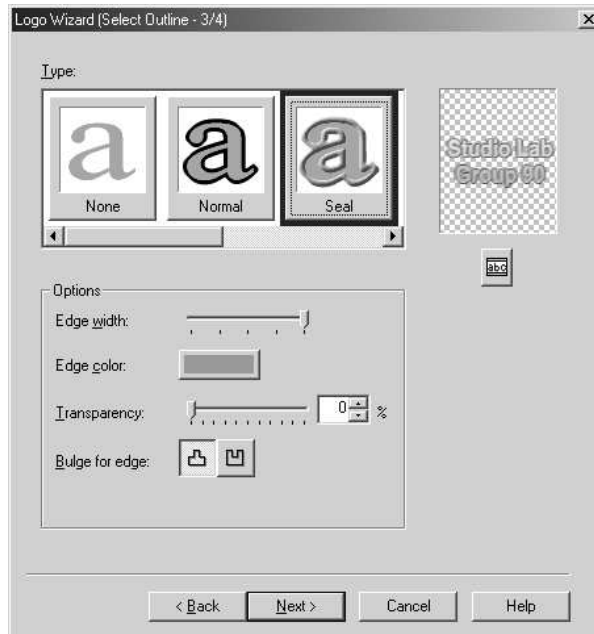 Logo Wizard (Select Outline - 3/4)
Type:
a a a
None Normal Seal
Studio Lab
Group 90
abc
Options
Edge width:
Edge color:
Transparency: 0 %
Bulge for edge:
< Back Next > Cancel Help